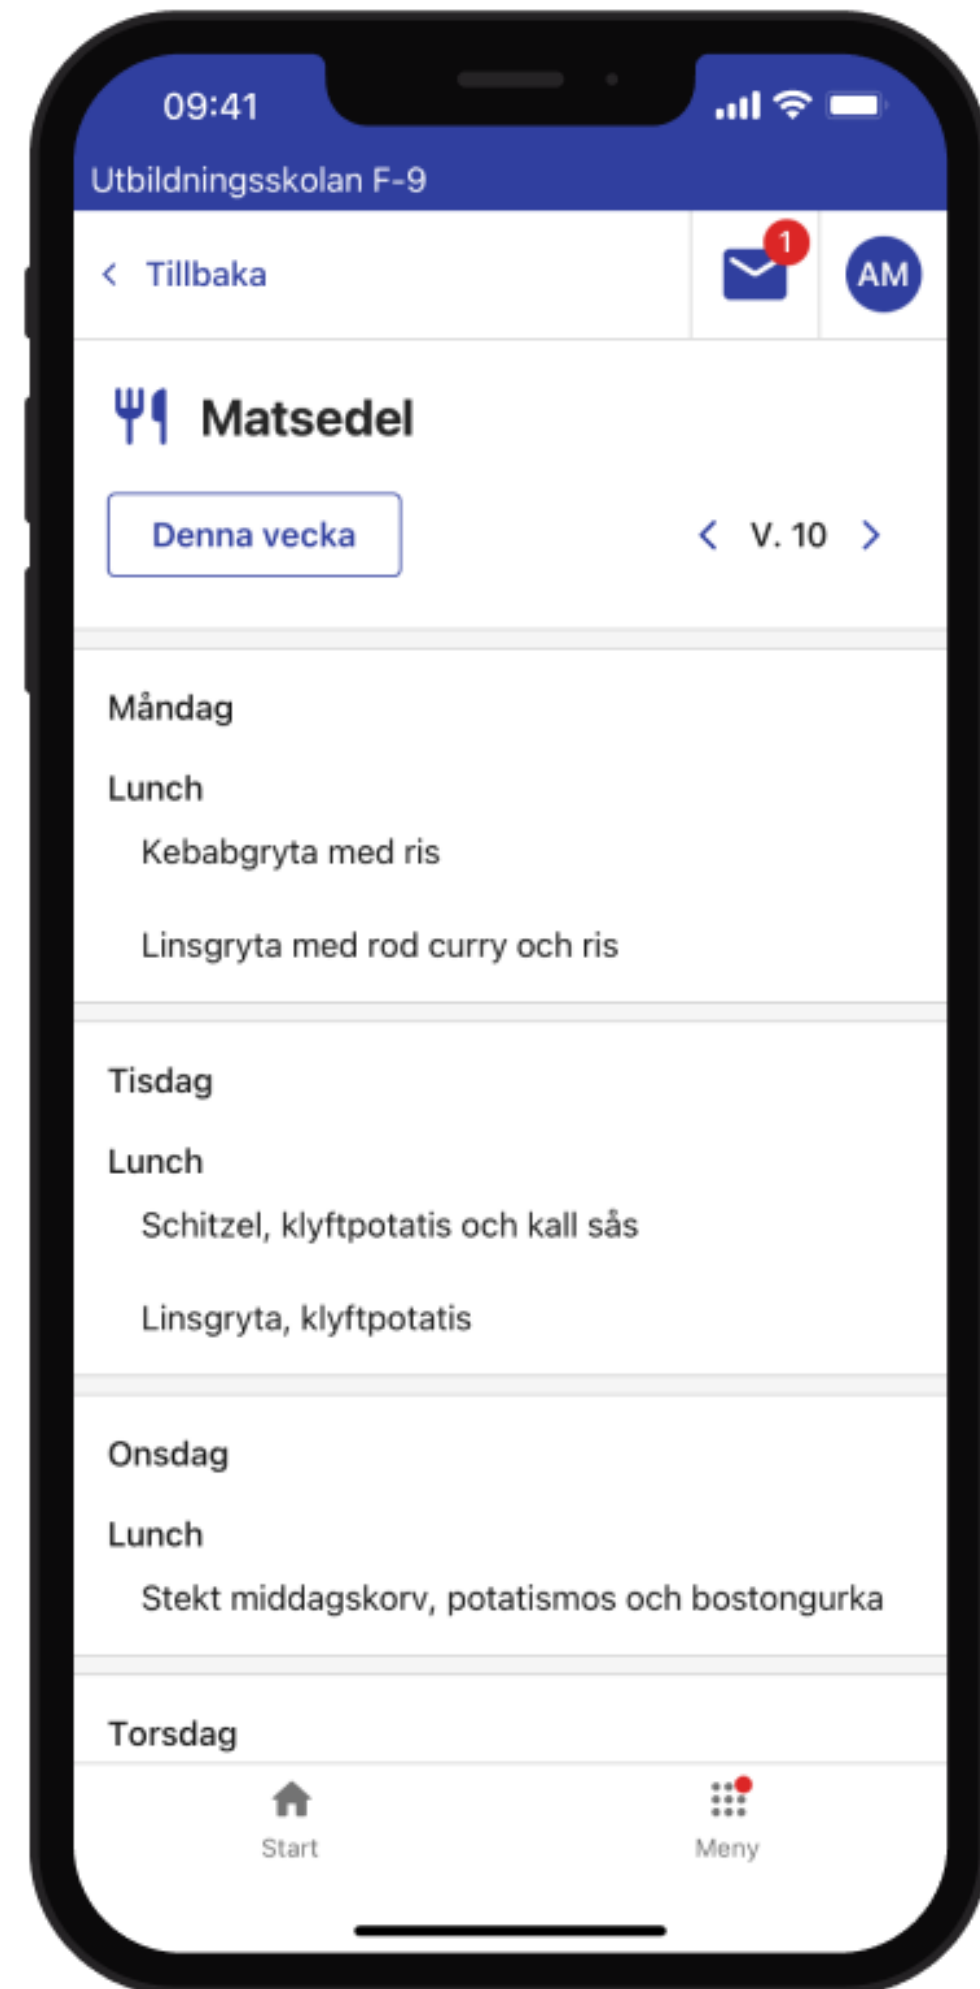 09:41
Utbildningsskolan F-9
Tillbaka
1
AM
Matsedel
Denna vecka
V. 10
Måndag
Lunch
Kebabgryta med ris
Linsgryta med rod curry och ris
Tisdag
Lunch
Schitzel, klyftpotatis och kall sås
Linsgryta, klyftpotatis
Onsdag
Lunch
Stekt middagskorv, potatismos och bostongurka
Torsdag
Start
Meny